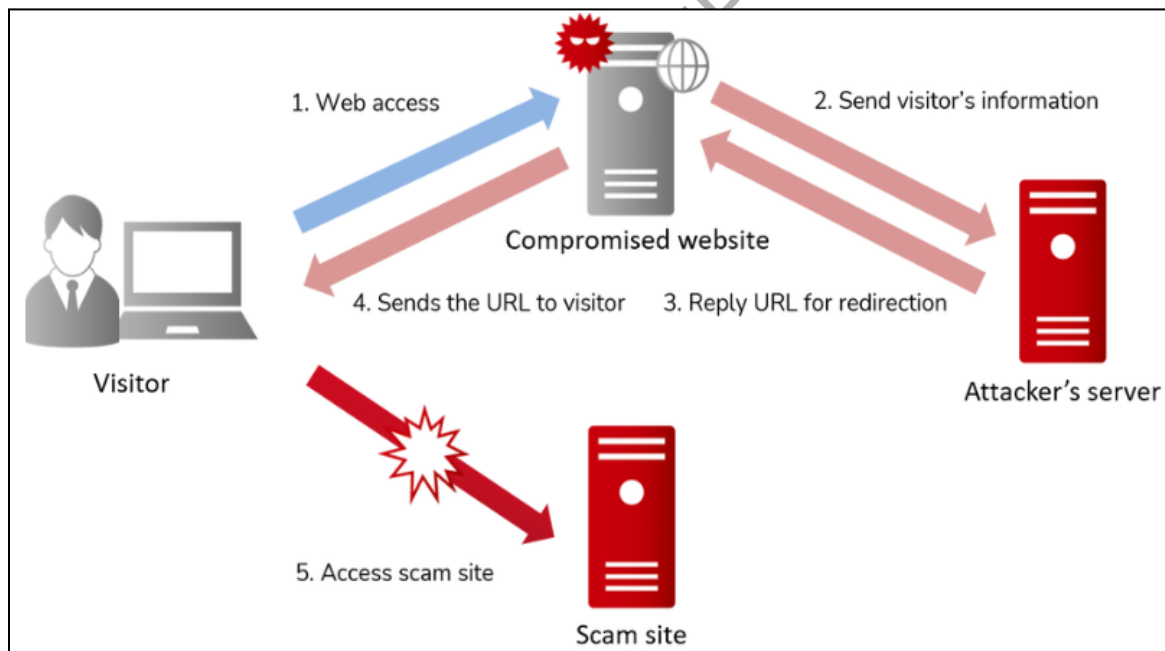 1. Web access
2. Send visitor's information
Compromised website
4. Sends the URL to visitor
3. Reply URL for redirection
Visitor
Attacker's server
5. Access scam site
Scam site